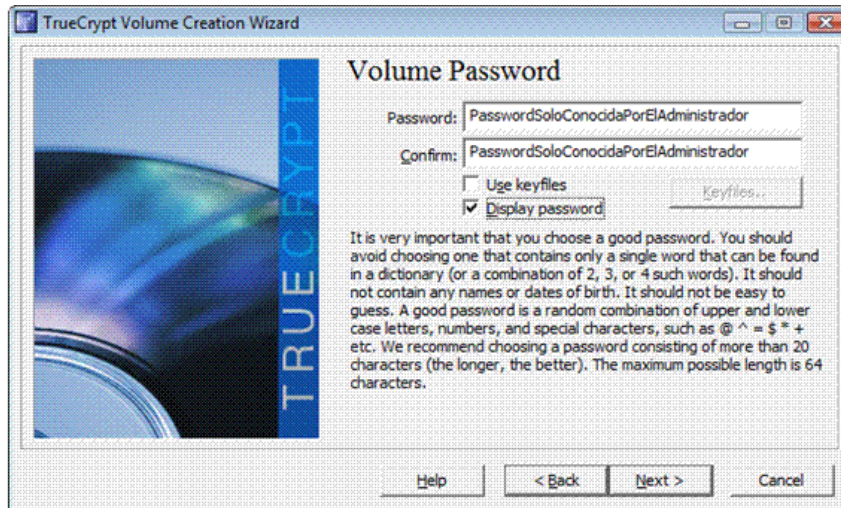 TrueCrypt Volume Creation Wizard
TRUECRYPT
Volume Password
Password: PasswordSoloConocidaPorElAdministrador
Confirm: PasswordSoloConocidaPorElAdministrador
Use keyfiles
Keyfiles..
Display password
It is very important that you choose a good password. You should
avoid choosing one that contains only a single word that can be found
in a dictionary (or a combination of 2, 3, or 4 such words). It should
not contain any names or dates of birth. It should not be easy to
guess. A good password is a random combination of upper and lower
case letters, numbers, and special characters, such as @ ^ = $ * +
etc. We recommend choosing a password consisting of more than 20
characters (the longer, the better). The maximum possible length is 64
characters.
Help
< Back
Next >
Cancel